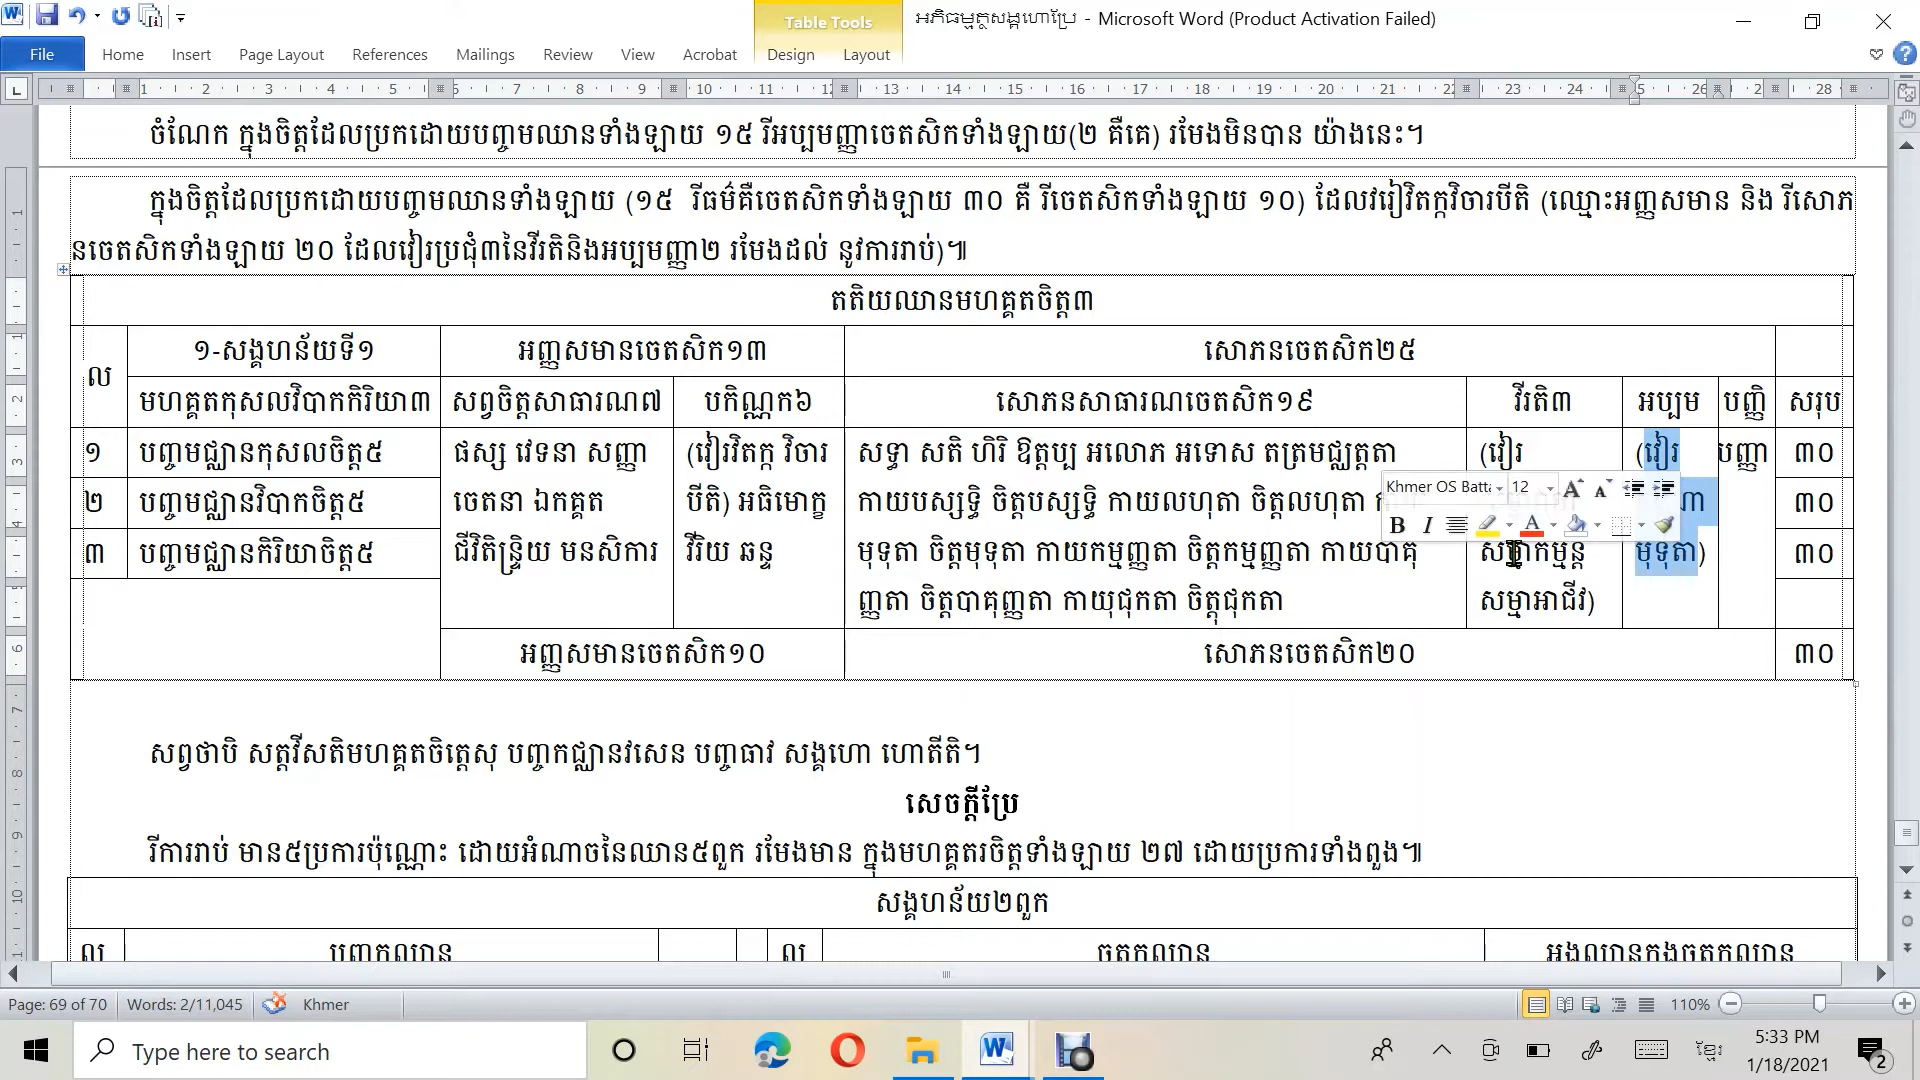 អភិធម្មត្ថសង្គហោប្រែ - Microsoft Word (Product Activation Failed)
Table Tools
File Home Insert Page Layout References Mailings Review View Acrobat Design Layout
ចំណែក ក្នុងចិត្តដែលប្រកដោយបញ្ចមឈានទាំងឡាយ ១៥ រីអប្បមញ្ញាចេតសិកទាំងឡាយ(២ គឺគេ) រមែងមិនបាន យ៉ាងនេះ។
ក្នុងចិត្តដែលប្រកដោយបញ្ចមឈានទាំងឡាយ (១៥ រីធម៌គឺចេតសិកទាំងឡាយ ៣០ គឺ រីចេតសិកទាំងឡាយ ១០) ដែលវវៀវិតក្កវិចារបីតិ (ឈ្មោះអញ្ញសមាន និង រីសោភ
នចេតសិកទាំងឡាយ ២០ ដែលវៀរប្រជុំ៣នៃវីរតិនិងអប្បមញ្ញា២ រមែងដល់ នូវការរាប់)៕
តតិយឈានមហគ្គតចិត្ត៣
ល ១-សង្គហន័យទី១ អញ្ញសមានចេតសិក១៣ សោភនចេតសិក២៥
មហគ្គតកុសលវិបាកកិរិយា៣ សព្វចិត្តសាធារណ៧ បកិណ្ណក៦ សោភនសាធារណចេតសិក១៩ វីរតិ៣ អប្បម បញ្ញិ សរុប
១ បញ្ចមជ្ឈានកុសលចិត្ត៥ ផស្ស វេទនា សញ្ញា (វៀរវិតក្ក វិចារ សទ្ធា សតិ ហិរិ ឱត្តប្ប អលោភ អទោស តត្រមជ្ឈត្តតា (វៀរ (វៀរ បញ្ញា ៣០
Khmer OS Batta 12
២ បញ្ចមជ្ឈានវិបាកចិត្ត៥ ចេតនា ឯកគ្គត បីតិ) អធិមោក្ខ កាយបស្សទ្ធិ ចិត្តបស្សទ្ធិ កាយលហុតា ចិត្តលហុតា ៣០
៣ បញ្ចមជ្ឈានកិរិយាចិត្ត៥ ជីវិតិន្ទ្រិយ មនសិការ វីរិយ ឆន្ទ មុទុតា ចិត្តមុទុតា កាយកម្មញ្ញតា ចិត្តកម្មញ្ញតា កាយបាគុ សម្មាកម្មន្ត មុទុតា) ៣០
ញ្ញតា ចិត្តបាគុញ្ញតា កាយុជុកតា ចិត្តុជុកតា សម្មាអាជីវ)
អញ្ញសមានចេតសិក១០ សោភនចេតសិក២០ ៣០
សព្វថាបិ សត្តវីសតិមហគ្គតចិត្តេសុ បញ្ចកជ្ឈានវសេន បញ្ចធាវ សង្គហោ ហោតីតិ។
សេចក្តីប្រែ
រីការរាប់ មាន៥ប្រការប៉ុណ្ណោះ ដោយអំណាចនៃឈាន៥ពួក រមែងមាន ក្នុងមហគ្គតរចិត្តទាំងឡាយ ២៧ ដោយប្រការទាំងពួង៕
សង្គហន័យ២ពួក
Page: 69 of 70 Words: 2/11,045 Khmer 110%
Type here to search
ខ្មែរ 5:33 PM
1/18/2021 2